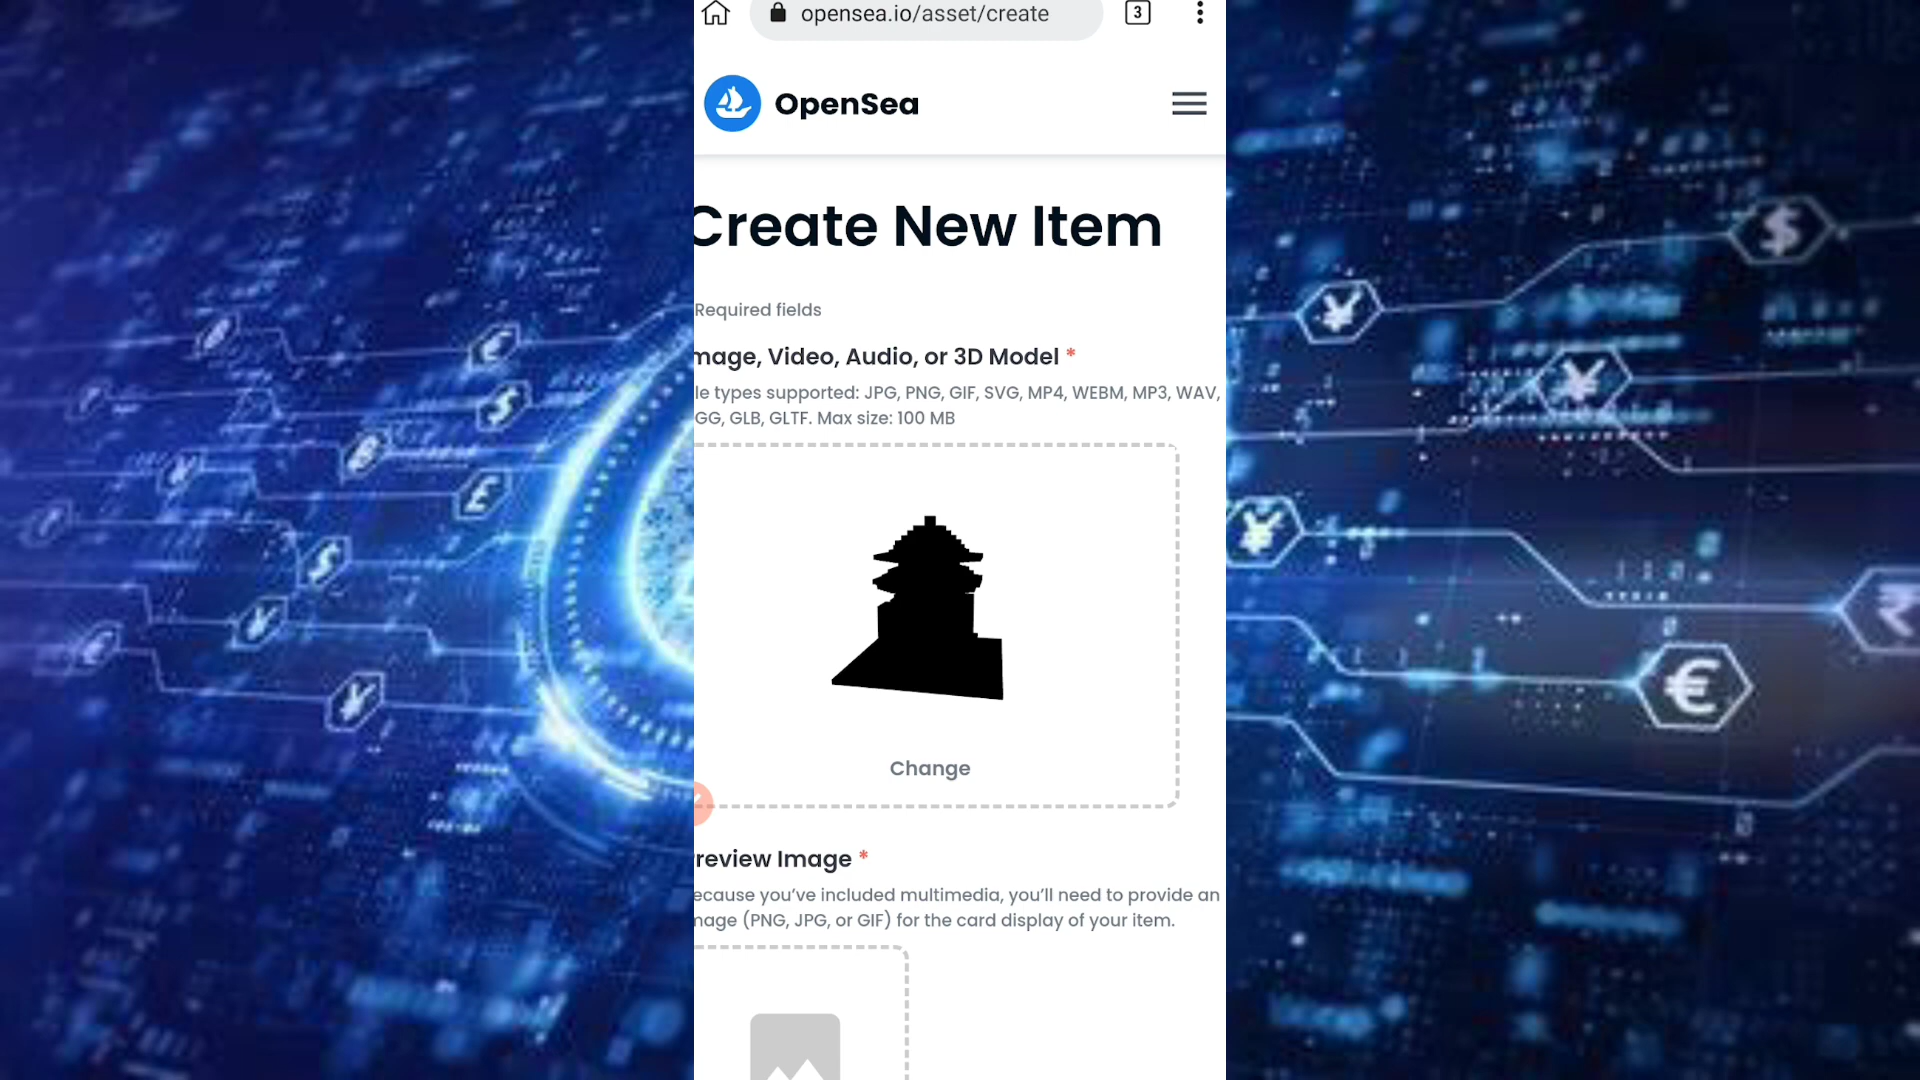 opensea.io/asset/create
3
OpenSea
Create New Item
Required fields
mage, Video, Audio, or 3D Model *
le types supported: JPG, PNG, GIF, SVG, MP4, WEBM, MP3, WAV,
GG, GLB, GLTF. Max size: 100 MB
Change
review Image *
ecause you’ve included multimedia, you’ll need to provide an
mage (PNG, JPG, or GIF) for the card display of your item.